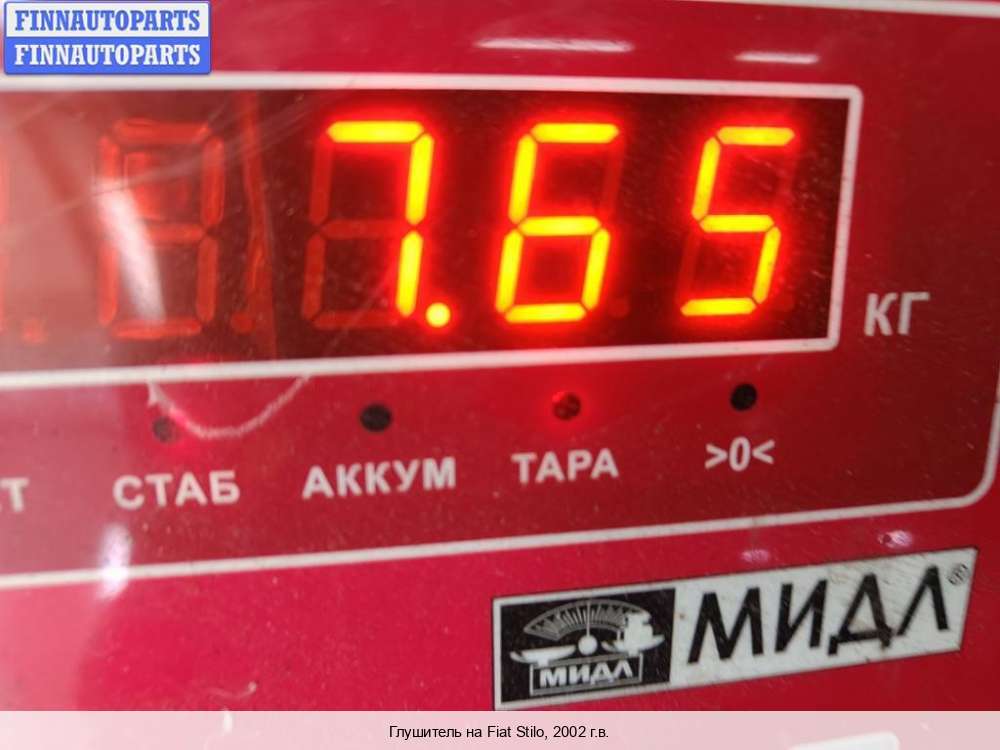 FINNAUTOPARTS
FINNAUTOPARTS
7.65
КГ
СТАБ АККУМ ТАРА >0<
МИДЛ МИДЛ®
Глушитель на Fiat Stilo, 2002 г.в.